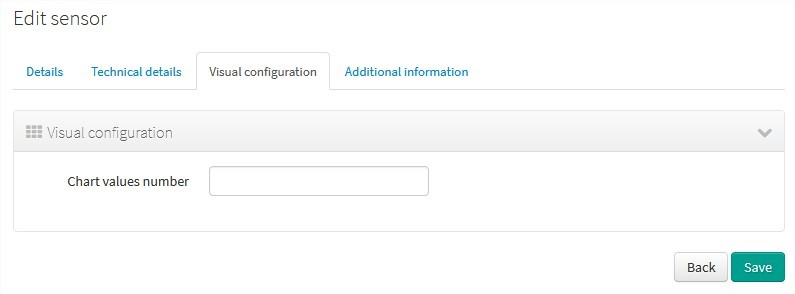 Edit sensor
Details Technical details Visual configuration Additional information
Visual configuration
Chart values number
Back Save